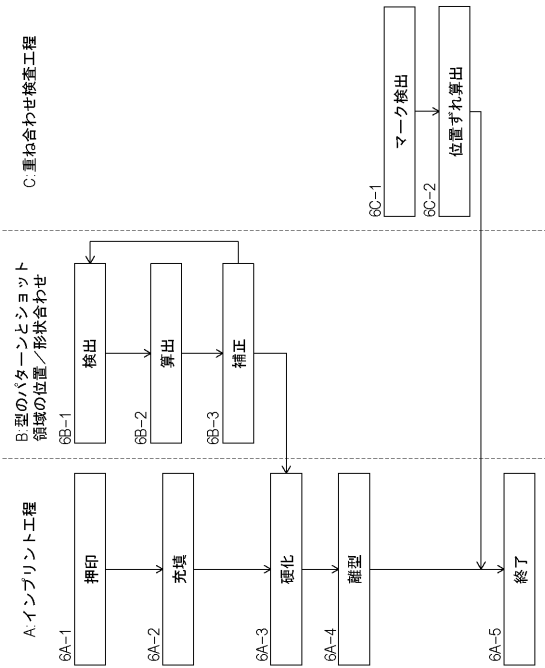 A:インプリント工程
6A-1
押印
6A-2
充填
6A-3
硬化
6A-4
離型
6A-5
終了
B:型のパターンとショット
領域の位置／形状合わせ
6B-1
検出
6B-2
算出
6B-3
補正
C:重ね合わせ検査工程
6C-1
マーク検出
6C-2
位置ずれ算出